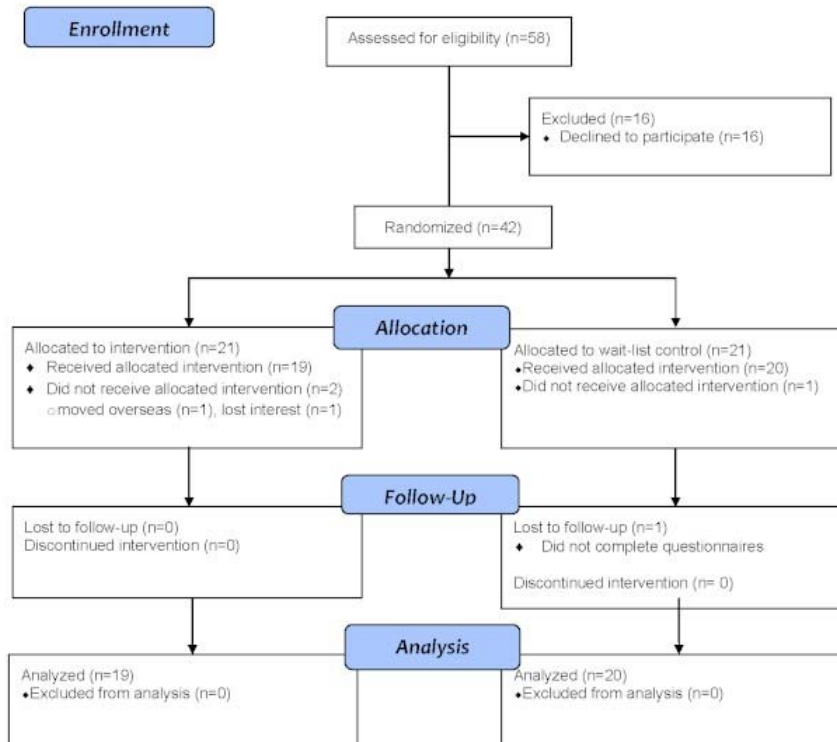 Enrollment
Assessed for eligibility (n=58)
Excluded (n=16)
♦ Declined to participate (n=16)
Randomized (n=42)
Allocation
Allocated to intervention (n=21)
♦ Received allocated intervention (n=19)
♦ Did not receive allocated intervention (n=2)
○moved overseas (n=1), lost interest (n=1)
Allocated to wait-list control (n=21)
♦Received allocated intervention (n=20)
♦Did not receive allocated intervention (n=1)
Follow-Up
Lost to follow-up (n=0)
Discontinued intervention (n=0)
Lost to follow-up (n=1)
♦ Did not complete questionnaires
Discontinued intervention (n= 0)
Analysis
Analyzed (n=19)
♦Excluded from analysis (n=0)
Analyzed (n=20)
♦Excluded from analysis (n=0)